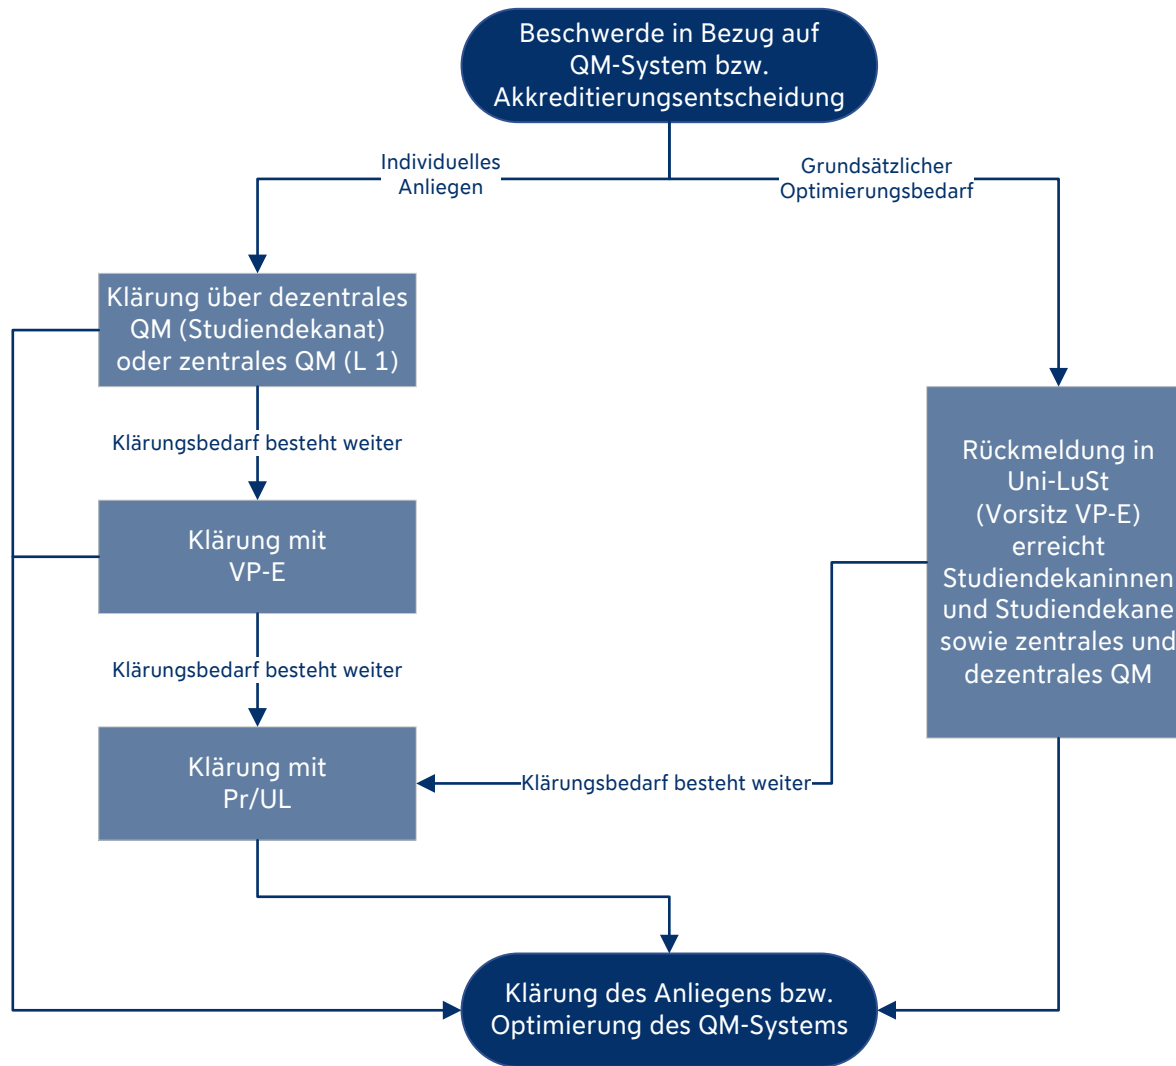 Beschwerde in Bezug auf
QM-System bzw.
Akkreditierungsentscheidung
Individuelles
Anliegen
Grundsätzlicher
Optimierungsbedarf
Klärung über dezentrales
QM (Studiendekanat)
oder zentrales QM (L 1)
Klärungsbedarf besteht weiter
Klärung mit
VP-E
Klärungsbedarf besteht weiter
Klärung mit
Pr/UL
Rückmeldung in
Uni-LuSt
(Vorsitz VP-E)
erreicht
Studiendekaninnen
und Studiendekane
sowie zentrales und
dezentrales QM
Klärungsbedarf besteht weiter
Klärung des Anliegens bzw.
Optimierung des QM-Systems